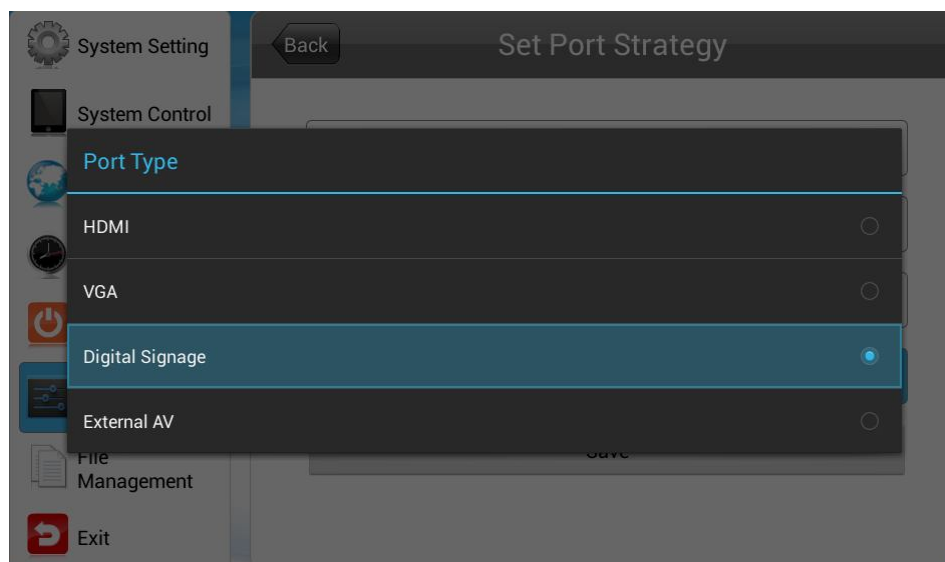 System Setting
Back
Set Port Strategy
System Control
Port Type
HDMI
VGA
Digital Signage
External AV
File
Management
Save
Exit